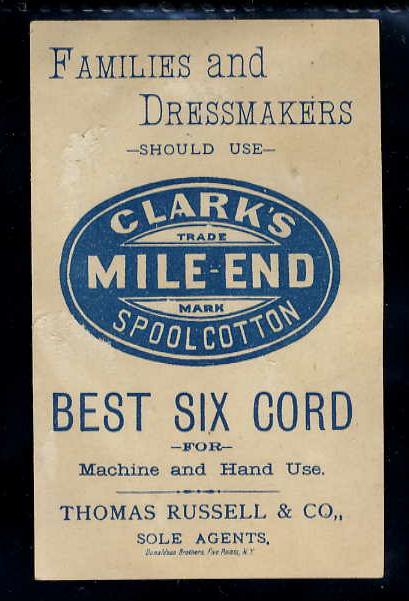 FAMILIES and
DRESSMAKERS
—SHOULD USE—
CLARK'S
TRADE
MILE-END
MARK
SPOOL COTTON
BEST SIX CORD
—FOR—
Machine and Hand Use.
THOMAS RUSSELL & CO.,
SOLE AGENTS.
Donaldson Brothers, Five Points, N.Y.